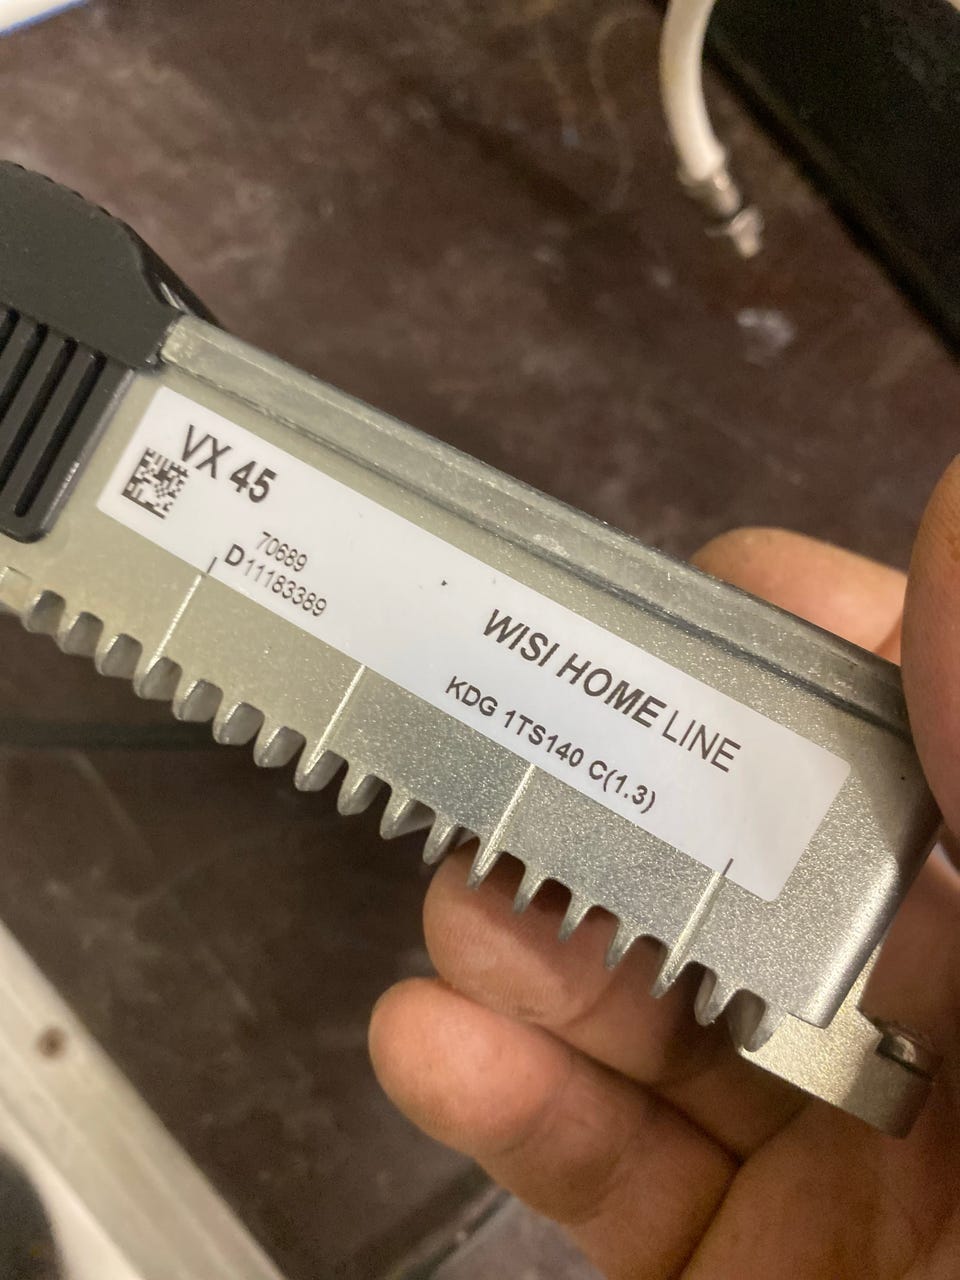 VX 45
70689
D11183389
WISI HOME LINE
KDG 1TS140 C(1.3)